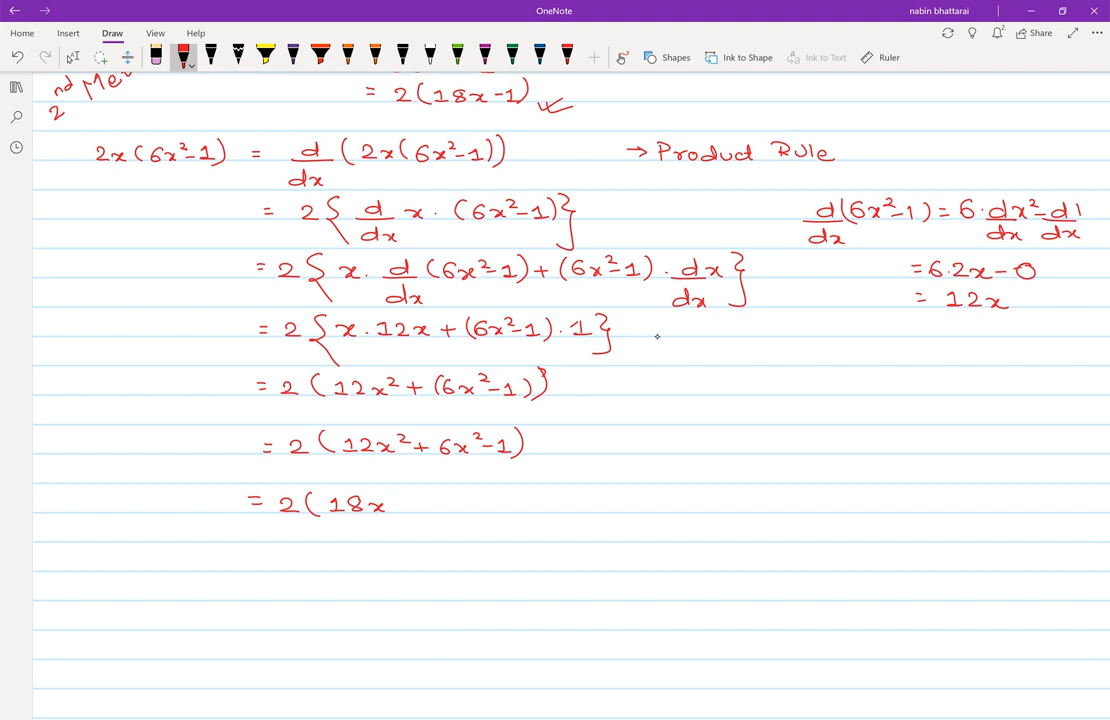 OneNote
nabin bhattarai
Home Insert Draw View Help
Share
Shapes Ink to Shape Ink to Text Ruler
2nd
= 2(18x-1)
2x(6x²-1) = d/dx (2x(6x²-1)) → Product Rule
= 2{ d/dx x · (6x²-1)}
d/dx(6x²-1) = 6·dx²/dx - d1/dx
= 2{ x · d/dx (6x²-1) + (6x²-1) · dx/dx }
= 6·2x - 0
= 12x
= 2{ x · 12x + (6x²-1) · 1}
= 2 (12x² + (6x²-1))
= 2 (12x² + 6x²-1)
= 2( 18x